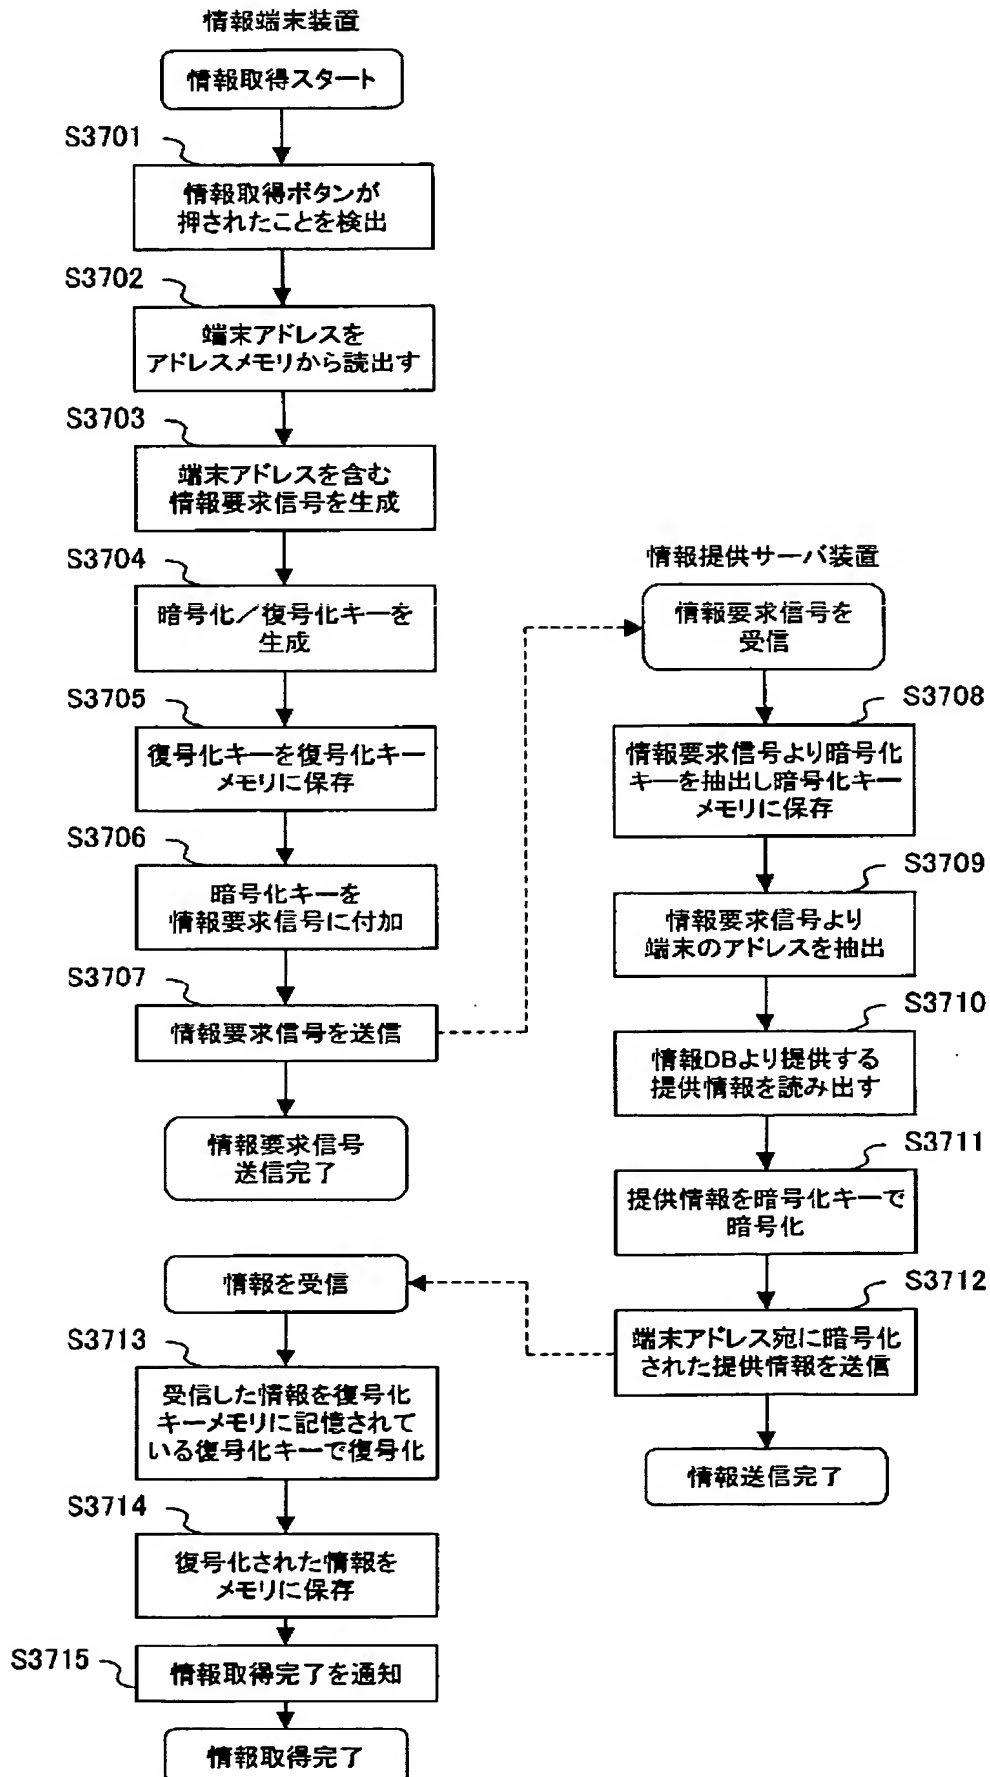 情報端末装置
情報取得スタート
S3701
情報取得ボタンが
押されたことを検出
S3702
端末アドレスを
アドレスメモリから読出す
S3703
端末アドレスを含む
情報要求信号を生成
S3704
暗号化／復号化キーを
生成
S3705
復号化キーを復号化キー
メモリに保存
S3706
暗号化キーを
情報要求信号に付加
S3707
情報要求信号を送信
情報要求信号
送信完了
情報提供サーバ装置
情報要求信号を
受信
S3708
情報要求信号より暗号化
キーを抽出し暗号化キー
メモリに保存
S3709
情報要求信号より
端末のアドレスを抽出
S3710
情報DBより提供する
提供情報を読み出す
S3711
提供情報を暗号化キーで
暗号化
S3712
端末アドレス宛に暗号化
された提供情報を送信
情報送信完了
情報を受信
S3713
受信した情報を復号化
キーメモリに記憶されて
いる復号化キーで復号化
S3714
復号化された情報を
メモリに保存
S3715
情報取得完了を通知
情報取得完了